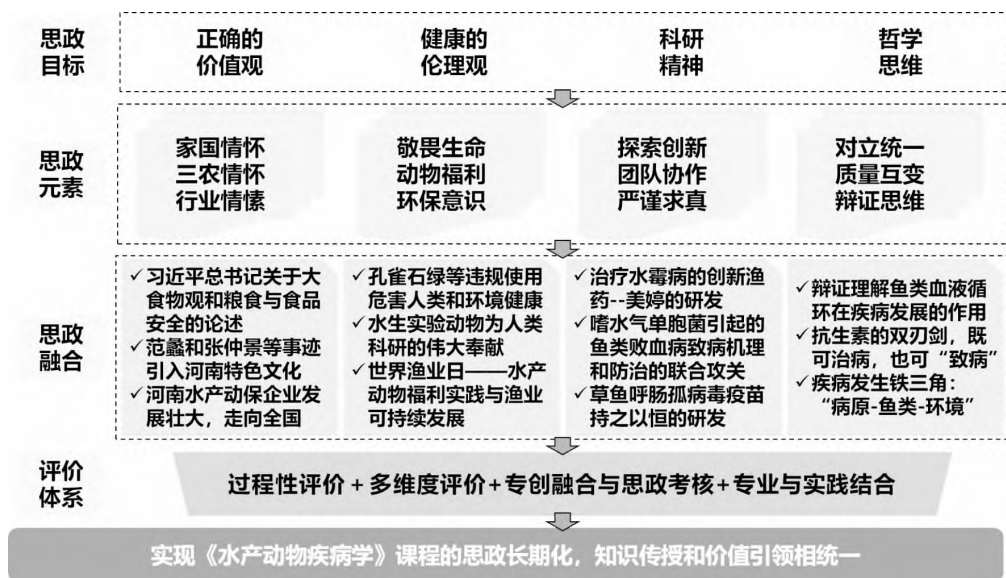 思政
目标
正确的
价值观
健康的
伦理观
科研
精神
哲学
思维
思政
元素
家国情怀
三农情怀
行业情愫
敬畏生命
动物福利
环保意识
探索创新
团队协作
严谨求真
对立统一
质量互变
辩证思维
思政
融合
✓习近平总书记关于大
食物观和粮食与食品
安全的论述
✓范蠡和张仲景等事迹
引入河南特色文化
✓河南水产动保企业发
展壮大，走向全国
✓孔雀石绿等违规使用
危害人类和环境健康
✓水生实验动物为人类
科研的伟大奉献
✓世界渔业日——水产
动物福利实践与渔业
可持续发展
✓治疗水霉病的创新渔
药--美婷的研发
✓嗜水气单胞菌引起的
鱼类败血病致病机理
和防治的联合攻关
✓草鱼呼肠孤病毒疫苗
持之以恒的研发
✓辩证理解鱼类血液循
环在疾病发展的作用
✓抗生素的双刃剑，既
可治病，也可“致病”
✓疾病发生铁三角：
“病原-鱼类-环境”
评价
体系
过程性评价+多维度评价+专创融合与思政考核+专业与实践结合
实现《水产动物疾病学》课程的思政长期化，知识传授和价值引领相统一